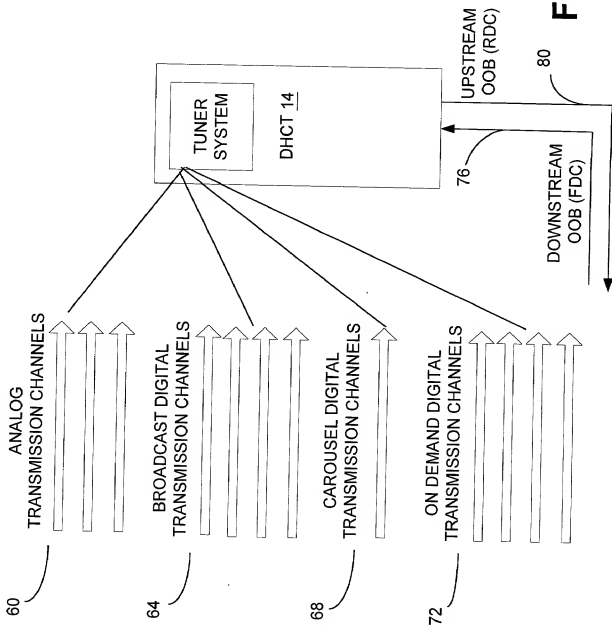 60
ANALOG
TRANSMISSION CHANNELS
64
BROADCAST DIGITAL
TRANSMISSION CHANNELS
68
CAROUSEL DIGITAL
TRANSMISSION CHANNELS
72
ON DEMAND DIGITAL
TRANSMISSION CHANNELS
TUNER
SYSTEM
DHCT 14
76
DOWNSTREAM
OOB (FDC)
UPSTREAM
OOB (RDC)
80
F